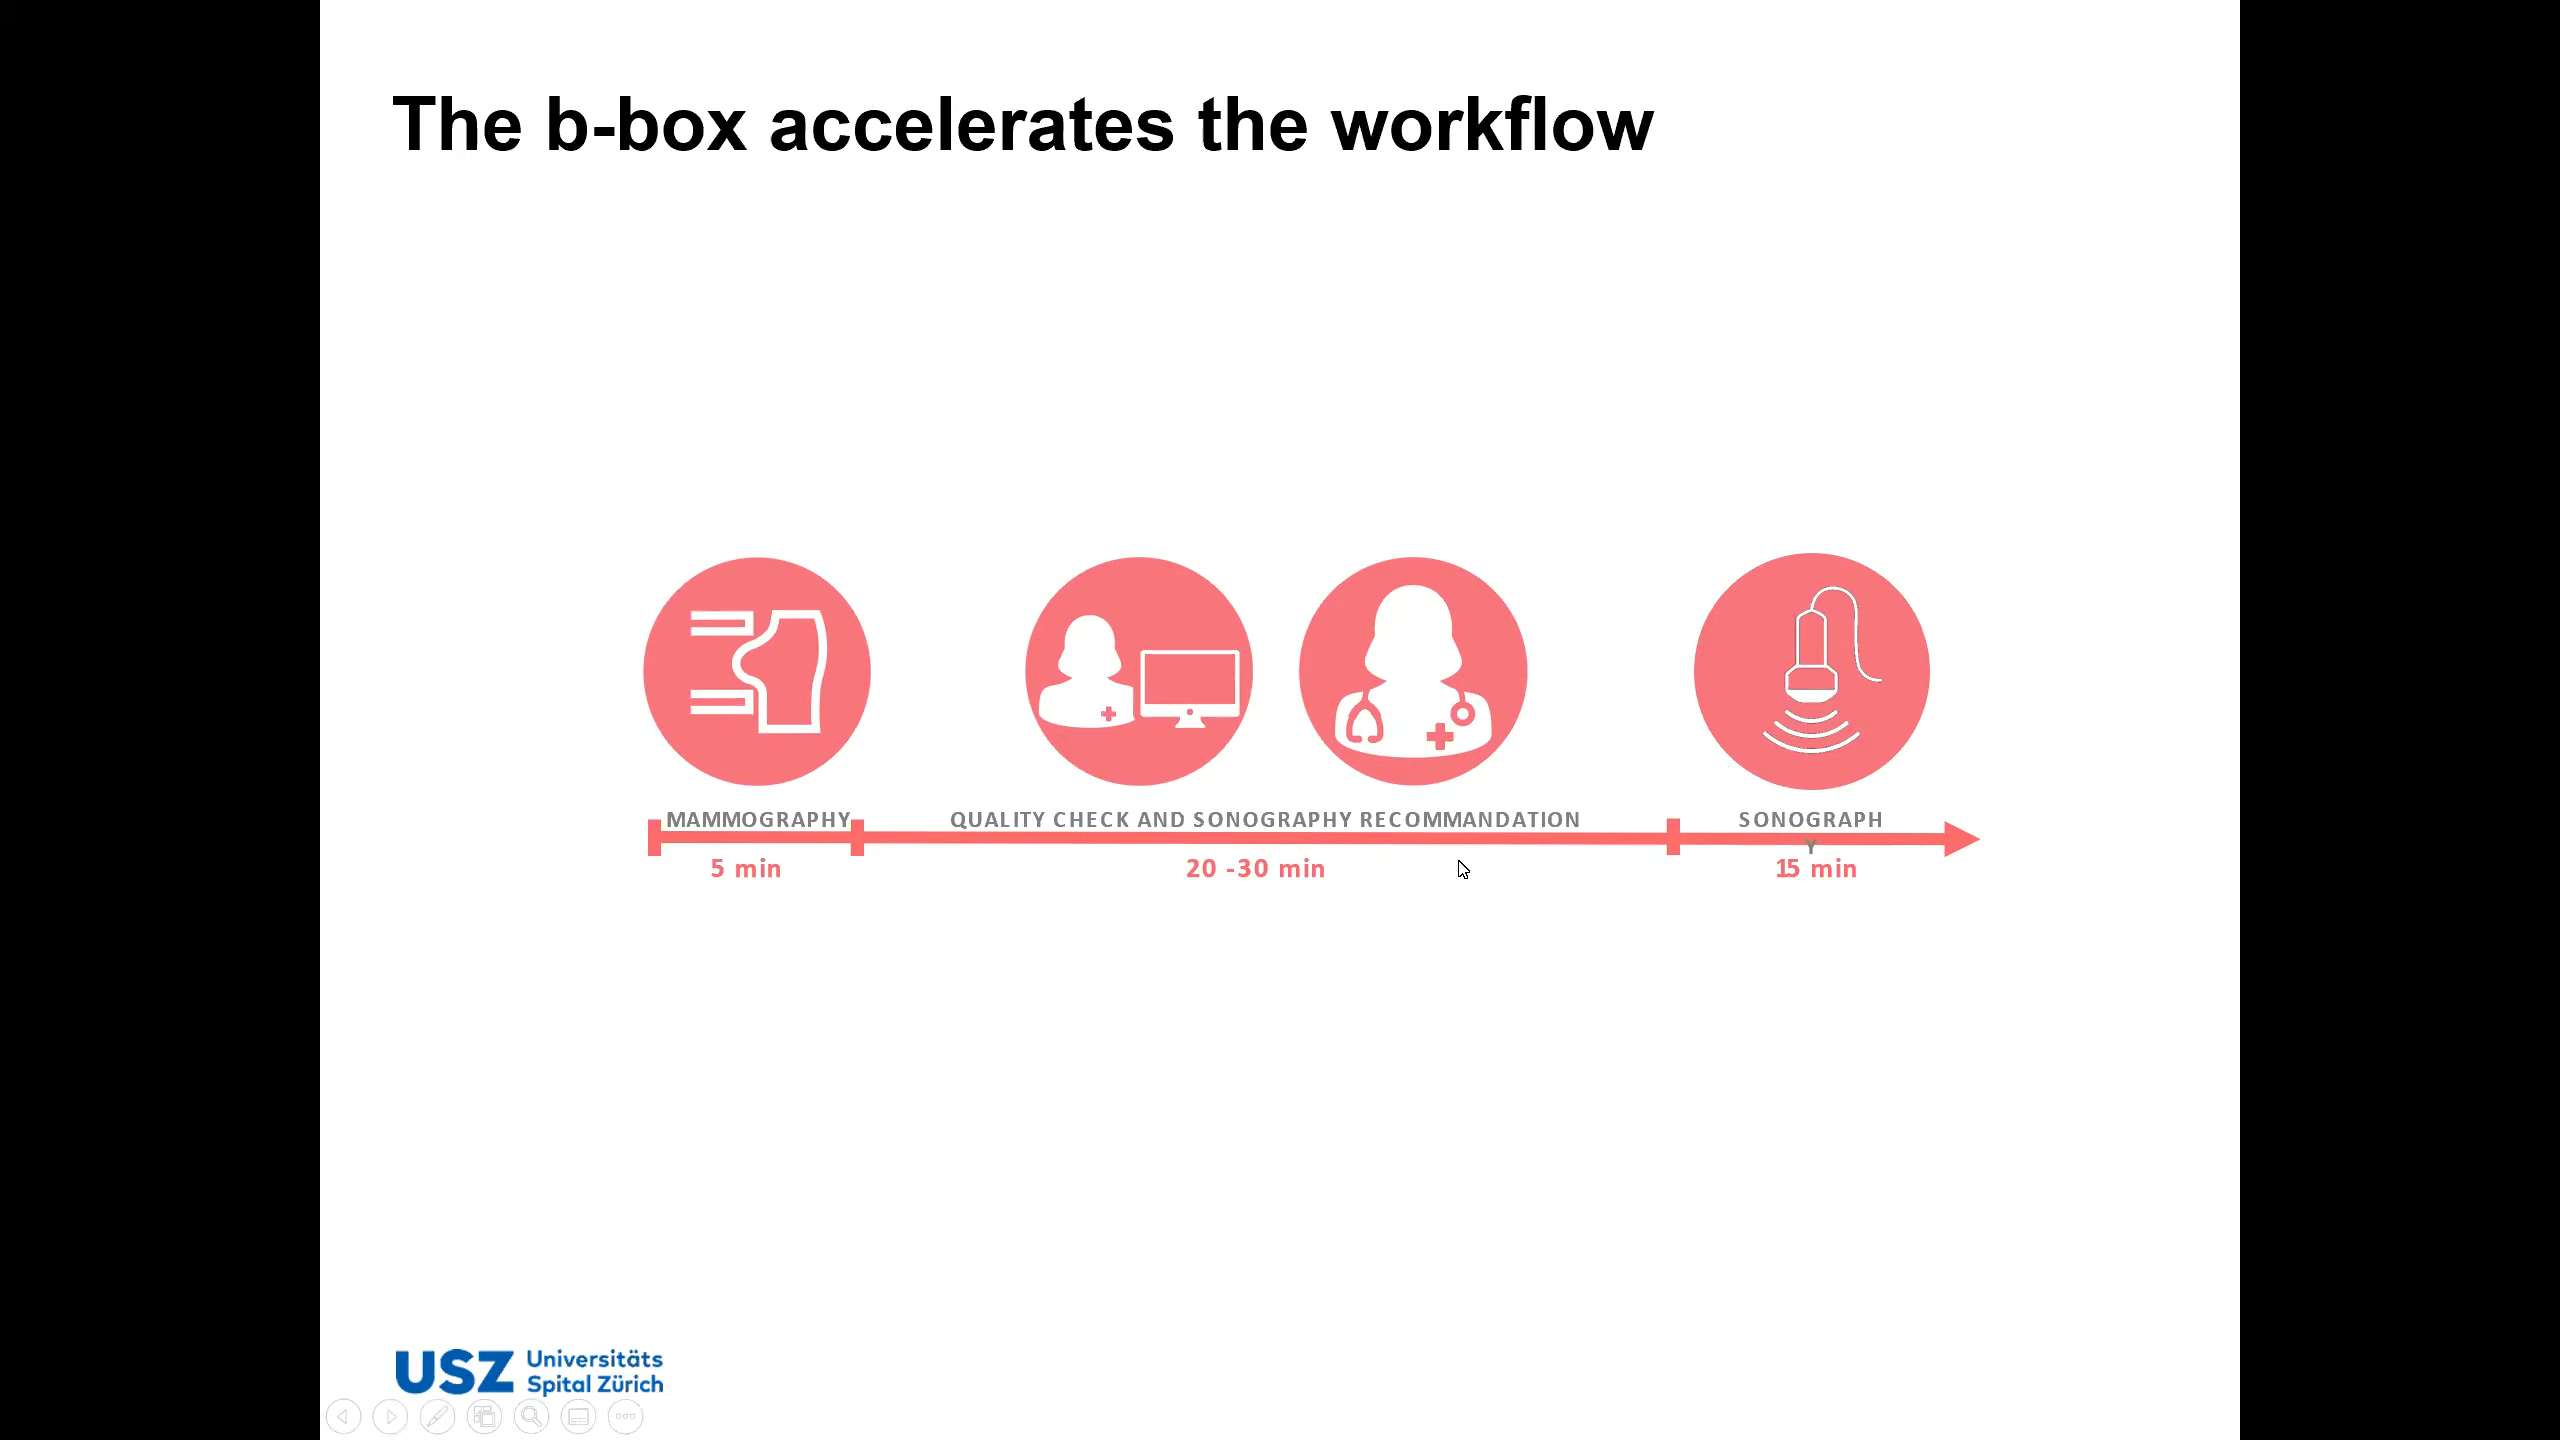 The b-box accelerates the workflow
MAMMOGRAPHY
QUALITY CHECK AND SONOGRAPHY RECOMMANDATION
SONOGRAPH
Y
5 min
20 -30 min
15 min
USZ Universitäts
Spital Zürich